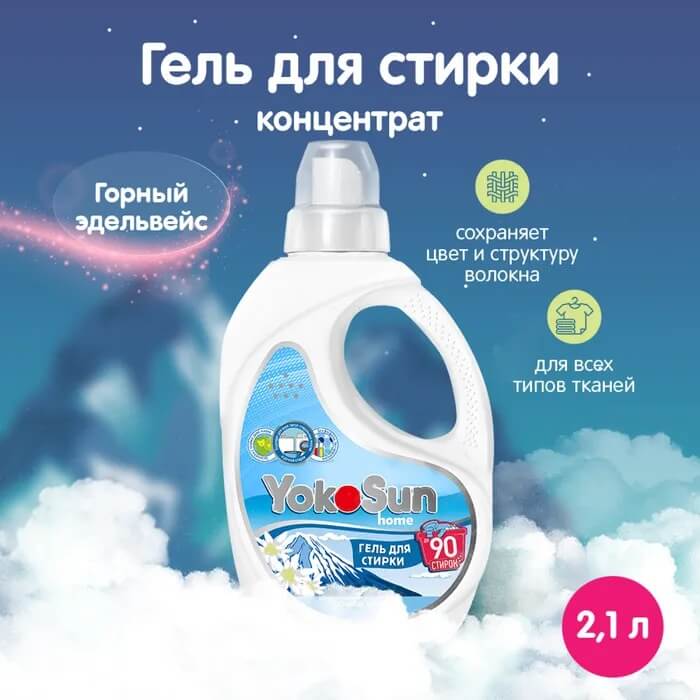 Гель для стирки
концентрат
Горный
эдельвейс
сохраняет
цвет и структуру
волокна
для всех
типов тканей
YokoSun
home
ГЕЛЬ ДЛЯ
СТИРКИ
90
СТИРОК
2,1 л